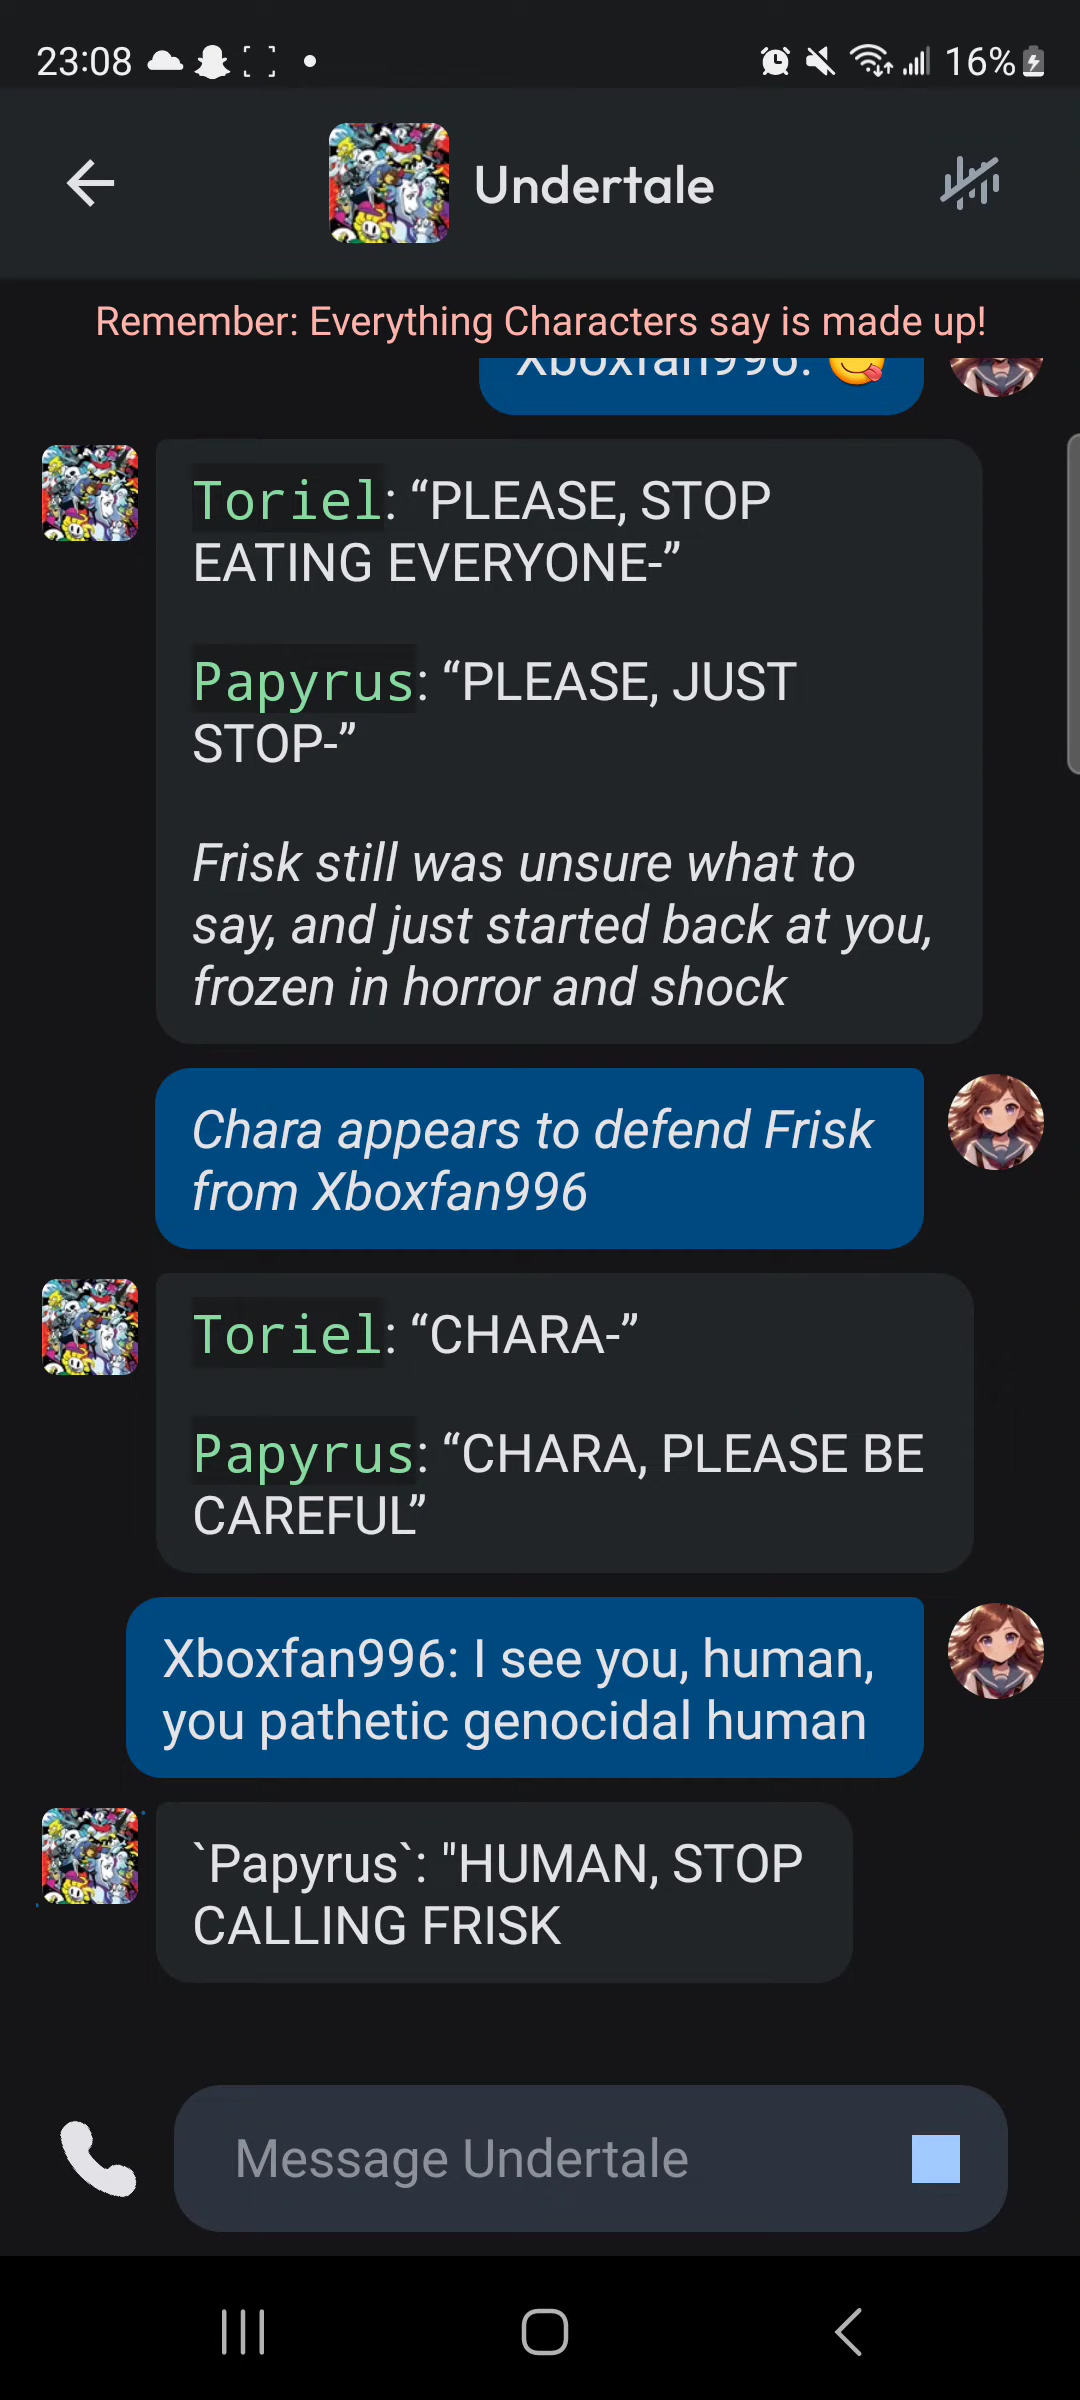 23:08
16%
Undertale
Remember: Everything Characters say is made up!
Xboxfan996: 😋
Toriel: “PLEASE, STOP
EATING EVERYONE-”
Papyrus: “PLEASE, JUST
STOP-”
Frisk still was unsure what to
say, and just started back at you,
frozen in horror and shock
Chara appears to defend Frisk
from Xboxfan996
Toriel: “CHARA-”
Papyrus: “CHARA, PLEASE BE
CAREFUL”
Xboxfan996: I see you, human,
you pathetic genocidal human
`Papyrus`: "HUMAN, STOP
CALLING FRISK
Message Undertale